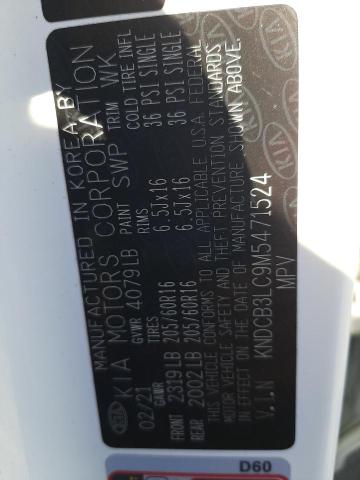 MANUFACTURED IN KOREA BY
KIA MOTORS CORPORATION
02/21 GVWR 4079LB PAINT SWP TRIM WK
GAWR TIRES RIMS COLD TIRE INFL
FRONT 2319LB 205/60R16 6.5Jx16 36 PSI SINGLE
REAR 2002LB 205/60R16 6.5Jx16 36 PSI SINGLE
THIS VEHICLE CONFORMS TO ALL APPLICABLE U.S.A. FEDERAL
MOTOR VEHICLE SAFETY AND THEFT PREVENTION STANDARDS
IN EFFECT ON THE DATE OF MANUFACTURE SHOWN ABOVE.
V.I.N KNDCB3LC9M5471524
MPV
KIA
D60